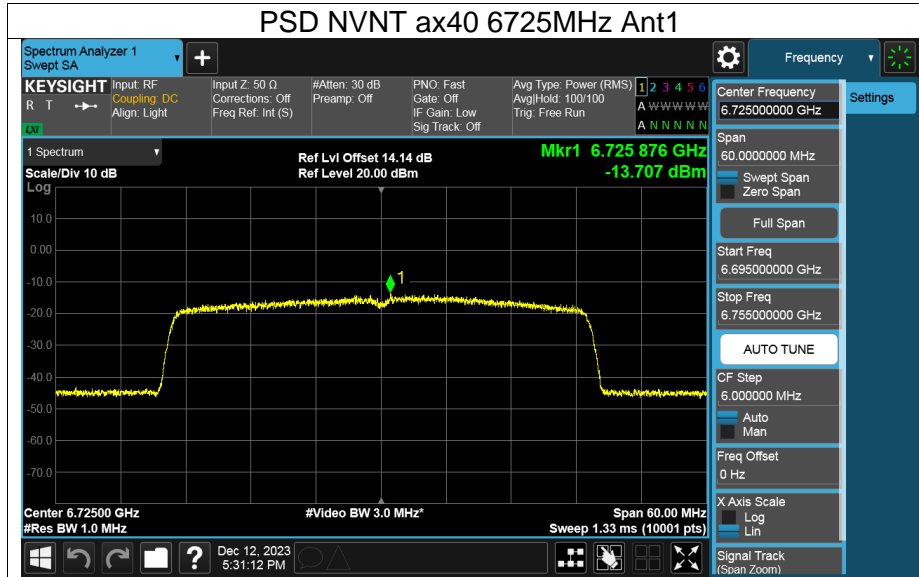 PSD NVNT ax40 6725MHz Ant1
Spectrum Analyzer 1
Swept SA
+
Frequency
KEYSIGHT
R T
LXI
Input: RF
Coupling: DC
Align: Light
Input Z: 50 Ω
Corrections: Off
Freq Ref: Int (S)
#Atten: 30 dB
Preamp: Off
PNO: Fast
Gate: Off
IF Gain: Low
Sig Track: Off
Avg Type: Power (RMS)
Avg|Hold: 100/100
Trig: Free Run
1 2 3 4 5 6
A W W W W W
A N N N N N
Center Frequency
6.725000000 GHz
Settings
1 Spectrum
Scale/Div 10 dB
Ref Lvl Offset 14.14 dB
Ref Level 20.00 dBm
Mkr1 6.725 876 GHz
-13.707 dBm
Span
60.0000000 MHz
Swept Span
Zero Span
Full Span
Start Freq
6.695000000 GHz
Stop Freq
6.755000000 GHz
AUTO TUNE
CF Step
6.000000 MHz
Auto
Man
Freq Offset
0 Hz
X Axis Scale
Log
Lin
Signal Track
(Span Zoom)
Log
10.0
0.00
-10.0
-20.0
-30.0
-40.0
-50.0
-60.0
-70.0
1
Center 6.72500 GHz
#Res BW 1.0 MHz
#Video BW 3.0 MHz*
Span 60.00 MHz
Sweep 1.33 ms (10001 pts)
?
Dec 12, 2023
5:31:12 PM